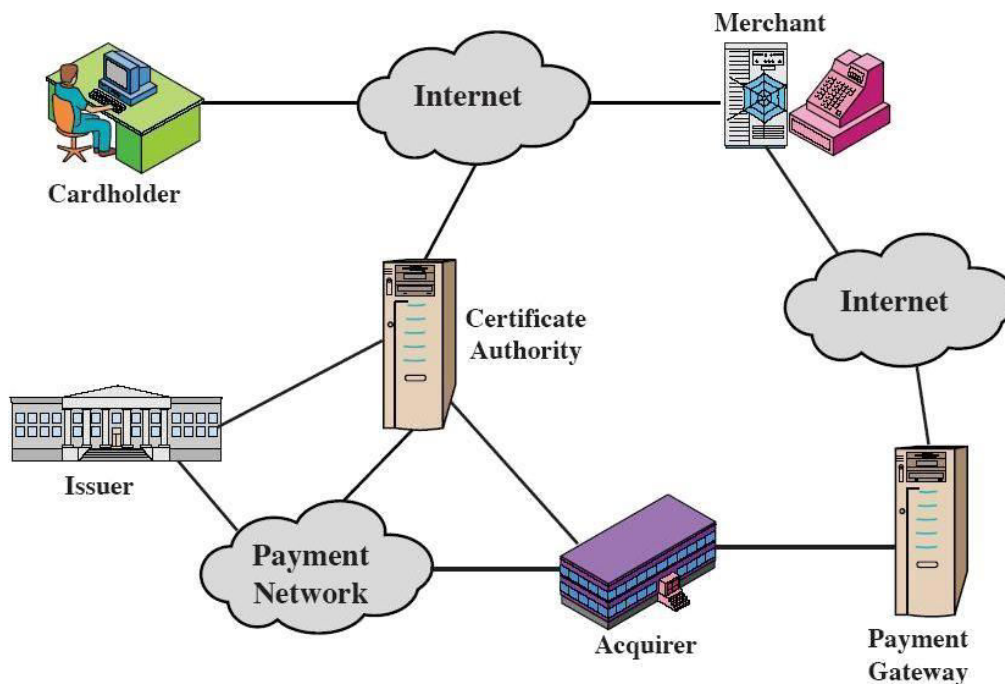 Merchant
Internet
Cardholder
Internet
Certificate
Authority
Issuer
Payment
Network
Acquirer
Payment
Gateway